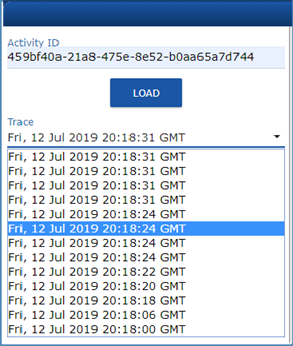 Activity ID
459bf40a-21a8-475e-8e52-b0aa65a7d744
LOAD
Trace
Fri, 12 Jul 2019 20:18:31 GMT
Fri, 12 Jul 2019 20:18:31 GMT
Fri, 12 Jul 2019 20:18:31 GMT
Fri, 12 Jul 2019 20:18:31 GMT
Fri, 12 Jul 2019 20:18:31 GMT
Fri, 12 Jul 2019 20:18:24 GMT
Fri, 12 Jul 2019 20:18:24 GMT
Fri, 12 Jul 2019 20:18:24 GMT
Fri, 12 Jul 2019 20:18:24 GMT
Fri, 12 Jul 2019 20:18:22 GMT
Fri, 12 Jul 2019 20:18:20 GMT
Fri, 12 Jul 2019 20:18:18 GMT
Fri, 12 Jul 2019 20:18:06 GMT
Fri, 12 Jul 2019 20:18:00 GMT